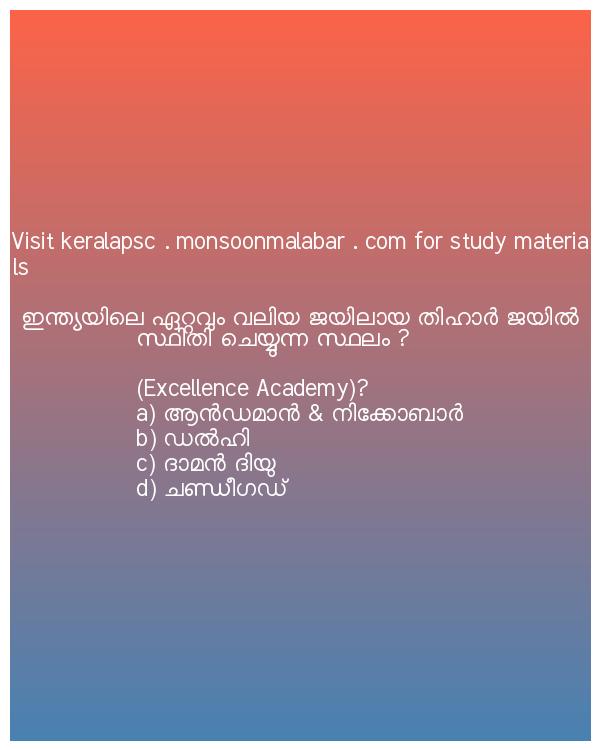 Visit keralapsc . monsoonmalabar . com for study materia
ls
ഇന്ത്യയിലെ ഏറ്റവും വലിയ ജയിലായ തിഹാർ ജയിൽ
സ്ഥിതി ചെയ്യുന്ന സ്ഥലം ?
(Excellence Academy)?
a) ആൻഡമാൻ & നിക്കോബാർ
b) ഡൽഹി
c) ദാമൻ ദിയു
d) ചണ്ഡീഗഡ്